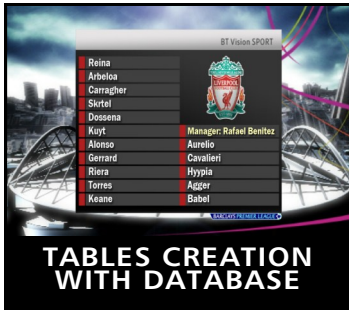 BT Vision SPORT
Reina
Arbeloa
Carragher
Skrtel
Dossena
Kuyt
Alonso
Gerrard
Riera
Torres
Keane
LIVERPOOL
Manager: Rafael Benitez
Aurelio
Cavalieri
Hyypia
Agger
Babel
BARCLAYS PREMIER LEAGUE
TABLES CREATION
WITH DATABASE